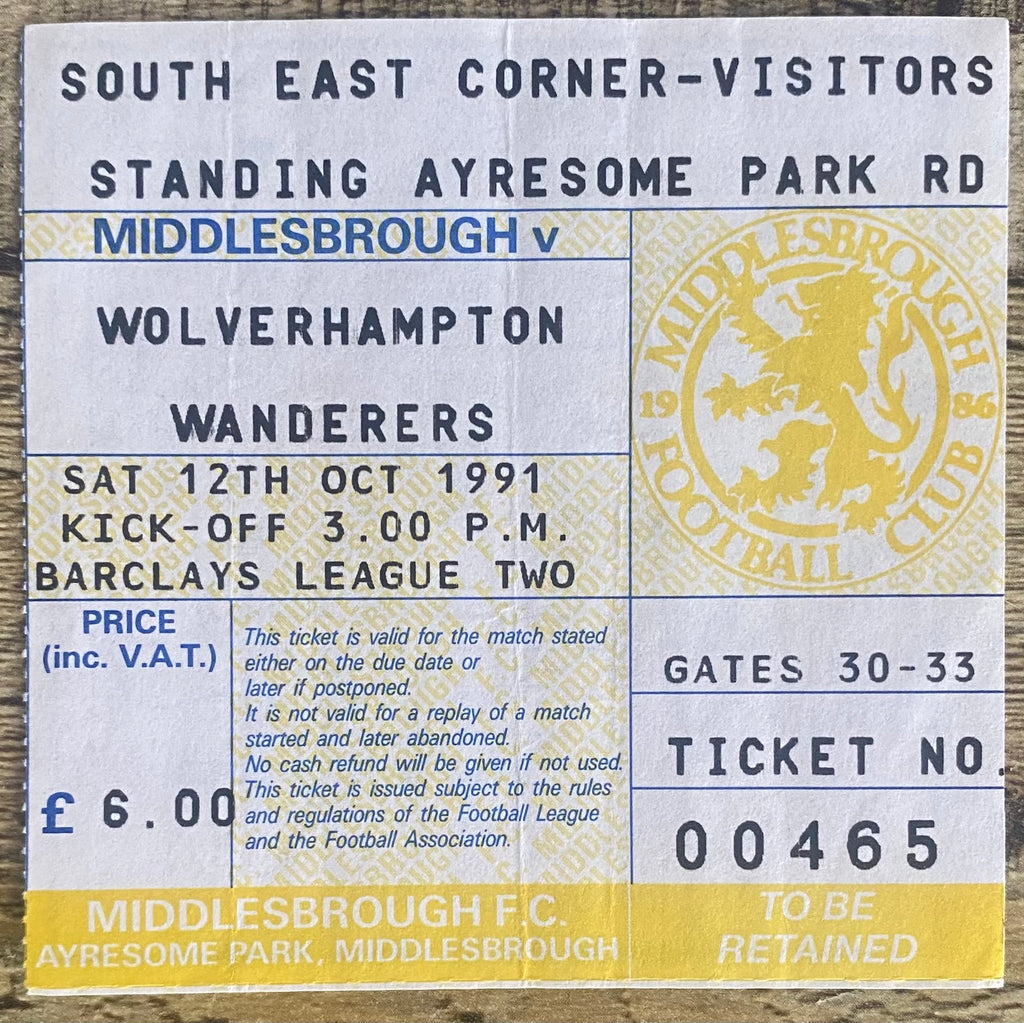 SOUTH EAST CORNER-VISITORS
STANDING AYRESOME PARK RD
MIDDLESBROUGH v
WOLVERHAMPTON
WANDERERS
SAT 12TH OCT 1991
KICK-OFF 3.00 P.M.
BARCLAYS LEAGUE TWO
MIDDLESBROUGH
19 86
FOOTBALL CLUB
PRICE
(inc. V.A.T.)
£ 6.00
This ticket is valid for the match stated
either on the due date or
later if postponed.
It is not valid for a replay of a match
started and later abandoned.
No cash refund will be given if not used.
This ticket is issued subject to the rules
and regulations of the Football League
and the Football Association.
GATES 30-33
TICKET NO.
00465
MIDDLESBROUGH F.C.
AYRESOME PARK, MIDDLESBROUGH
TO BE
RETAINED